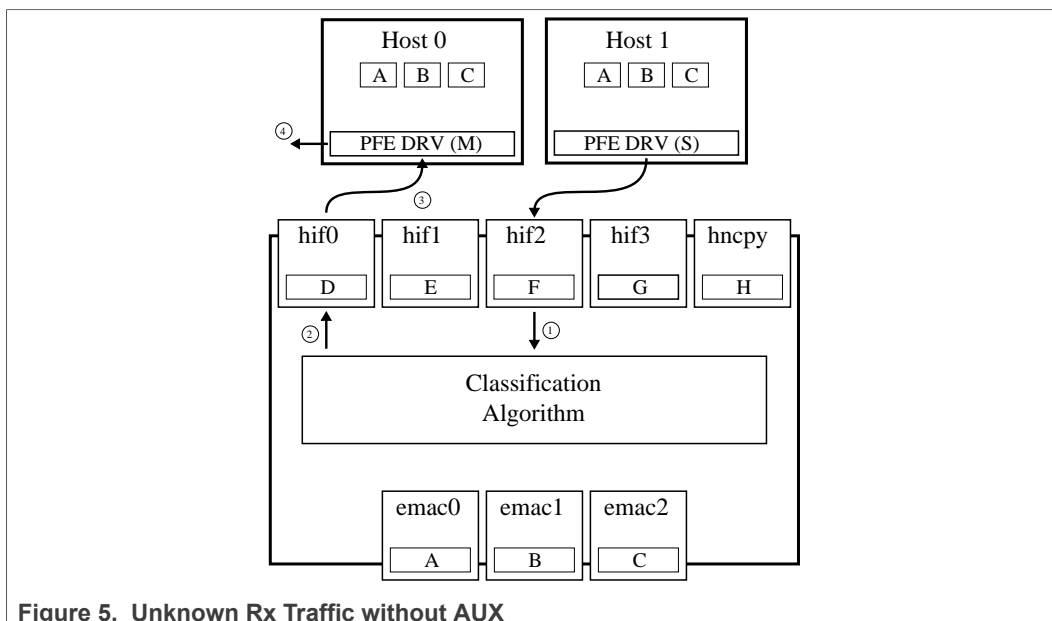 Host 0
Host 1
A B C
A B C
④
PFE DRV (M)
PFE DRV (S)
③
hif0
hif1
hif2
hif3
hncpy
D
E
F
G
H
②
①
Classification
Algorithm
emac0
emac1
emac2
A
B
C
Figure 5. Unknown Rx Traffic without AUX